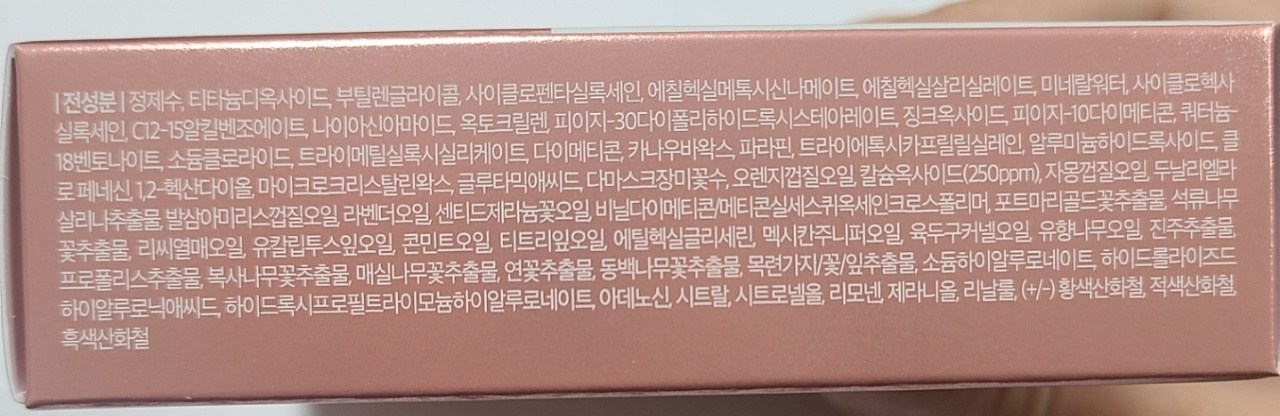 | 전성분 | 정제수, 티타늄디옥사이드, 부틸렌글라이콜, 사이클로펜타실록세인, 에칠헥실메톡시신나메이트, 에칠헥실살리실레이트, 미네랄워터, 사이클로헥사
실록세인, C12-15알킬벤조에이트, 나이아신아마이드, 옥토크릴렌, 피이지-30다이폴리하이드록시스테아레이트, 징크옥사이드, 피이지-10다이메티콘, 쿼터늄-
18벤토나이트, 소듐클로라이드, 트라이메틸실록시실리케이트, 다이메티콘, 카나우바왁스, 파라핀, 트라이에톡시카프릴릴실레인, 알루미늄하이드록사이드, 클
로페네신, 1,2-헥산다이올, 마이크로크리스탈린왁스, 글루타믹애씨드, 다마스크장미꽃수, 오렌지껍질오일, 칼슘옥사이드(250ppm), 자몽껍질오일, 두날리엘라
살리나추출물, 발삼아미리스껍질오일, 라벤더오일, 센티드제라늄꽃오일, 비닐다이메티콘/메티콘실세스퀴옥세인크로스폴리머, 포트마리골드꽃추출물, 석류나무
꽃추출물, 리씨열매오일, 유칼립투스잎오일, 콘민트오일, 티트리잎오일, 에틸헥실글리세린, 멕시칸주니퍼오일, 육두구커넬오일, 유향나무오일, 진주추출물,
프로폴리스추출물, 복사나무꽃추출물, 매실나무꽃추출물, 연꽃추출물, 동백나무꽃추출물, 목련가지/꽃/잎추출물, 소듐하이알루로네이트, 하이드롤라이즈드
하이알루로닉애씨드, 하이드록시프로필트라이모늄하이알루로네이트, 아데노신, 시트랄, 시트로넬올, 리모넨, 제라니올, 리날룰, (+/-) 황색산화철, 적색산화철,
흑색산화철